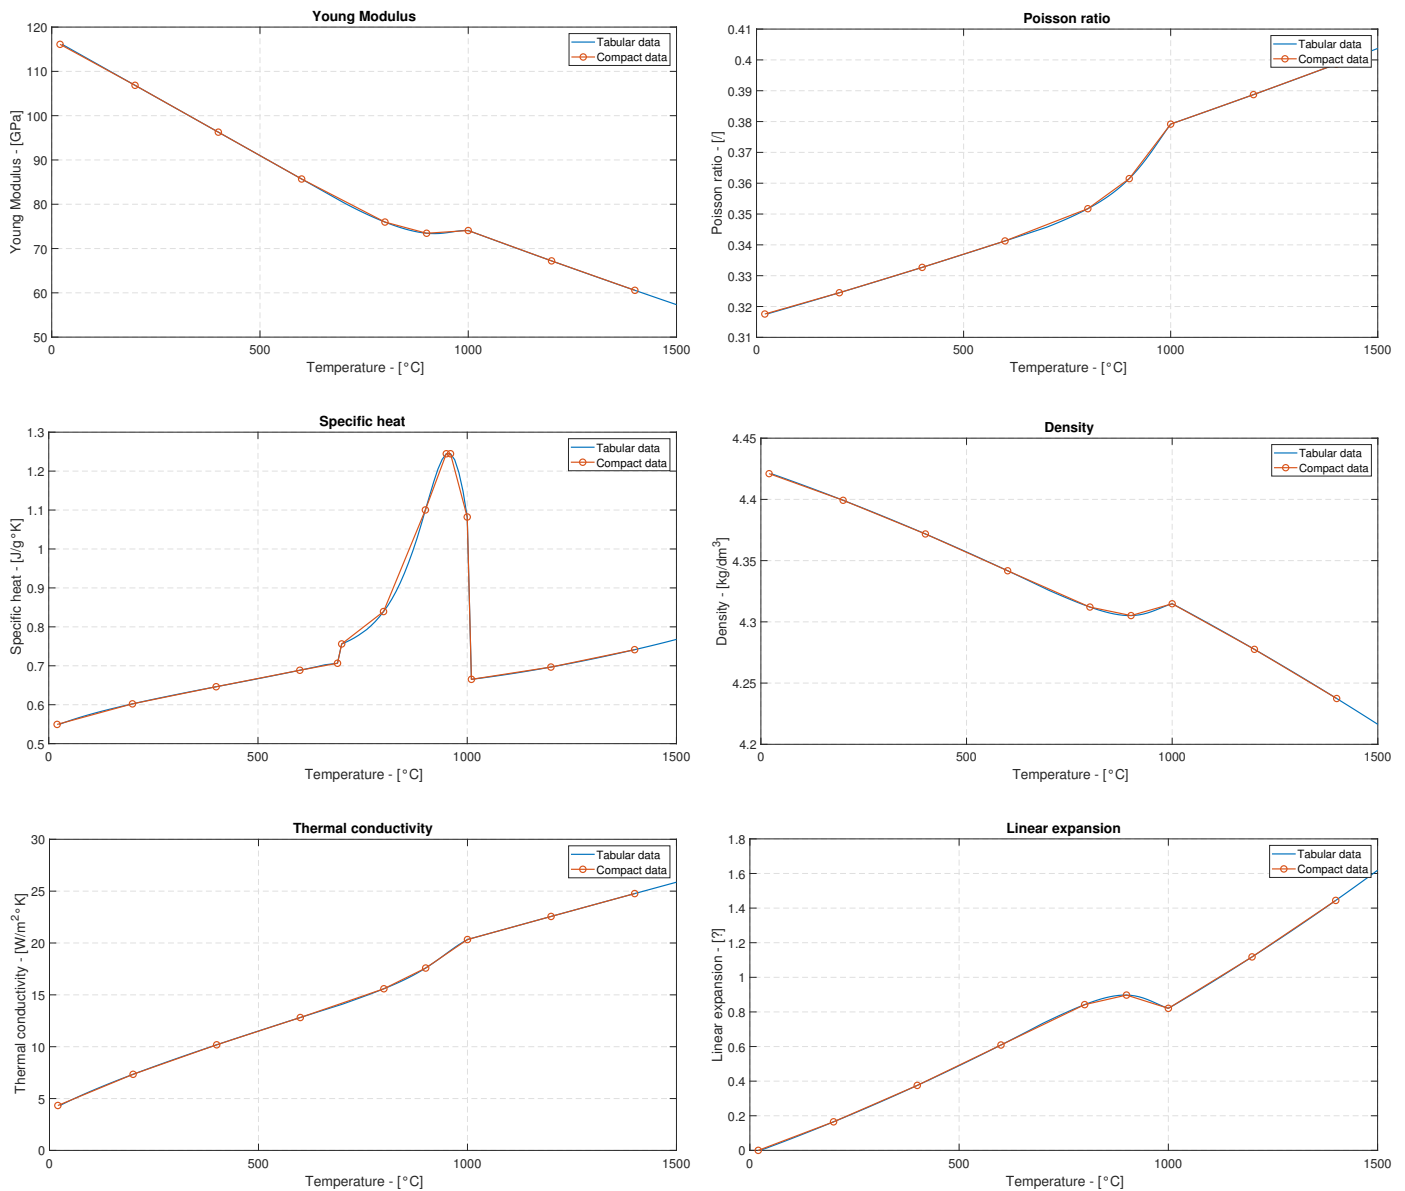 Young Modulus
Tabular data
Compact data
120
110
100
90
80
70
60
50
0
500
1000
1500
Young Modulus - [GPa]
Temperature - [°C]
Poisson ratio
Tabular data
Compact data
0.41
0.4
0.39
0.38
0.37
0.36
0.35
0.34
0.33
0.32
0.31
0
500
1000
1500
Poisson ratio - [/]
Temperature - [°C]
Specific heat
Tabular data
Compact data
1.3
1.2
1.1
1
0.9
0.8
0.7
0.6
0.5
0
500
1000
1500
Specific heat - [J/g°K]
Temperature - [°C]
Density
Tabular data
Compact data
4.45
4.4
4.35
4.3
4.25
4.2
0
500
1000
1500
Density - [kg/dm³]
Temperature - [°C]
Thermal conductivity
Tabular data
Compact data
30
25
20
15
10
5
0
0
500
1000
1500
Thermal conductivity - [W/m²°K]
Temperature - [°C]
Linear expansion
Tabular data
Compact data
1.8
1.6
1.4
1.2
1
0.8
0.6
0.4
0.2
0
0
500
1000
1500
Linear expansion - [?]
Temperature - [°C]